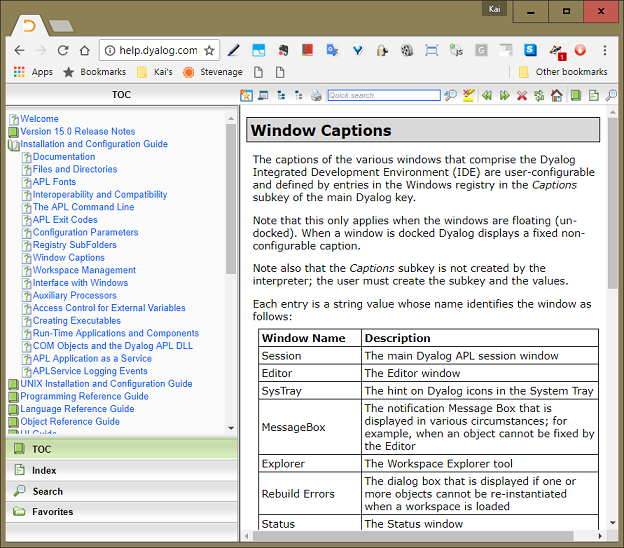 Kai
help.dyalog.com
1
Apps Bookmarks Kai's Stevenage Other bookmarks
TOC
Quick search
Welcome
Version 15.0 Release Notes
Installation and Configuration Guide
Documentation
Files and Directories
APL Fonts
Interoperability and Compatibility
The APL Command Line
APL Exit Codes
Configuration Parameters
Registry SubFolders
Window Captions
Workspace Management
Interface with Windows
Auxiliary Processors
Access Control for External Variables
Creating Executables
Run-Time Applications and Components
COM Objects and the Dyalog APL DLL
APL Application as a Service
APLService Logging Events
UNIX Installation and Configuration Guide
Programming Reference Guide
Language Reference Guide
Object Reference Guide
UI Guide
TOC
Index
Search
Favorites
Window Captions
The captions of the various windows that comprise the Dyalog
Integrated Development Environment (IDE) are user-configurable
and defined by entries in the Windows registry in the Captions
subkey of the main Dyalog key.
Note that this only applies when the windows are floating (un-
docked). When a window is docked Dyalog displays a fixed non-
configurable caption.
Note also that the Captions subkey is not created by the
interpreter; the user must create the subkey and the values.
Each entry is a string value whose name identifies the window as
follows:
Window Name Description
Session The main Dyalog APL session window
Editor The Editor window
SysTray The hint on Dyalog icons in the System Tray
MessageBox The notification Message Box that is
displayed in various circumstances; for
example, when an object cannot be fixed by
the Editor
Explorer The Workspace Explorer tool
Rebuild Errors The dialog box that is displayed if one or
more objects cannot be re-instantiated
when a workspace is loaded
Status The Status window